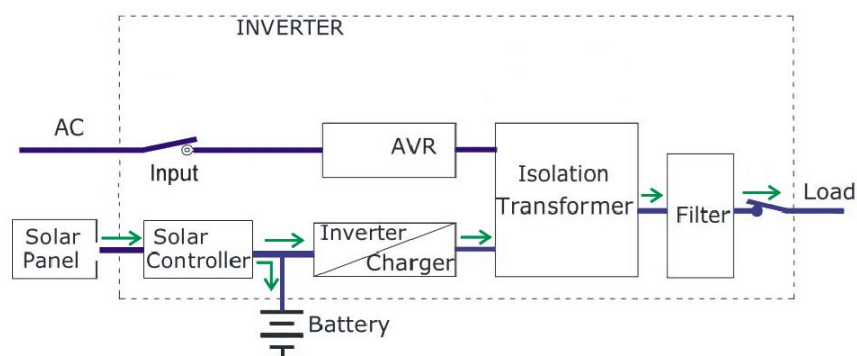 INVERTER
AC
Input
AVR
Isolation
Transformer
Filter
Load
Solar
Panel
Solar
Controller
Inverter
Charger
Battery